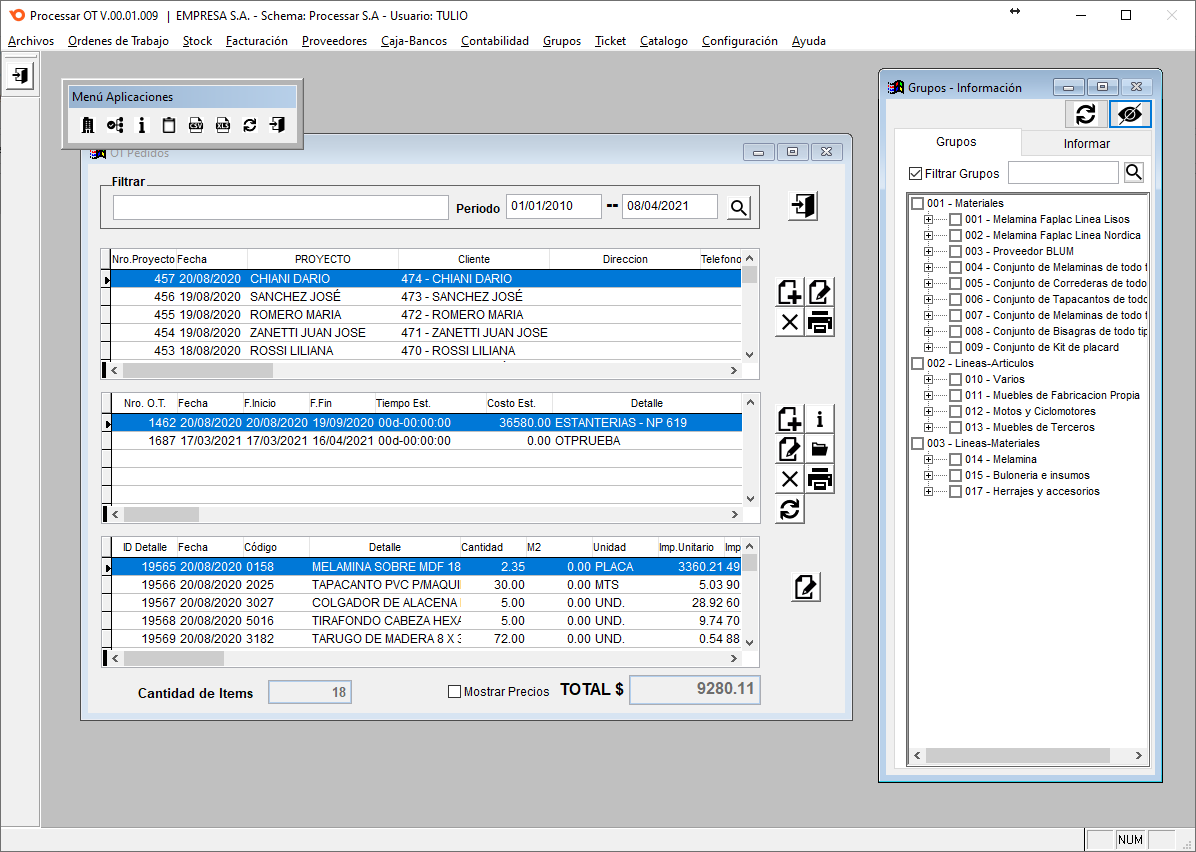 Processar OT V.00.01.009 | EMPRESA S.A. - Schema: Processar S.A - Usuario: TULIO
Archivos Ordenes de Trabajo Stock Facturación Proveedores Caja-Bancos Contabilidad Grupos Ticket Catalogo Configuración Ayuda
Menú Aplicaciones
CSV XLS
OT Pedidos
Filtrar
Periodo 01/01/2010 -- 08/04/2021
Nro.Proyecto Fecha PROYECTO Cliente Direccion Telefono
457 20/08/2020 CHIANI DARIO 474 - CHIANI DARIO
456 19/08/2020 SANCHEZ JOSÉ 473 - SANCHEZ JOSÉ
455 19/08/2020 ROMERO MARIA 472 - ROMERO MARIA
454 19/08/2020 ZANETTI JUAN JOSE 471 - ZANETTI JUAN JOSE
453 18/08/2020 ROSSI LILIANA 470 - ROSSI LILIANA
Nro. O.T. Fecha F.Inicio F.Fin Tiempo Est. Costo Est. Detalle
1462 20/08/2020 20/08/2020 19/09/2020 00d-00:00:00 36580.00 ESTANTERIAS - NP 619
1687 17/03/2021 17/03/2021 16/04/2021 00d-00:00:00 0.00 OTPRUEBA
ID Detalle Fecha Código Detalle Cantidad M2 Unidad Imp.Unitario Imp
19565 20/08/2020 0158 MELAMINA SOBRE MDF 18 2.35 0.00 PLACA 3360.21 49
19566 20/08/2020 2025 TAPACANTO PVC P/MAQUI 30.00 0.00 MTS 5.03 90
19567 20/08/2020 3027 COLGADOR DE ALACENA 5.00 0.00 UND. 28.92 60
19568 20/08/2020 5016 TIRAFONDO CABEZA HEXA 5.00 0.00 UND. 9.74 70
19569 20/08/2020 3182 TARUGO DE MADERA 8 X 3 72.00 0.00 UND. 0.54 88
Cantidad de Items 18 Mostrar Precios TOTAL $ 9280.11
Grupos - Información
Grupos Informar
Filtrar Grupos
001 - Materiales
001 - Melamina Faplac Linea Lisos
002 - Melamina Faplac Linea Nordica
003 - Proveedor BLUM
004 - Conjunto de Melaminas de todo t
005 - Conjunto de Correderas de todo
006 - Conjunto de Tapacantos de todo
007 - Conjunto de Melaminas de todo t
008 - Conjunto de Bisagras de todo tip
009 - Conjunto de Kit de placard
002 - Lineas-Articulos
010 - Varios
011 - Muebles de Fabricacion Propia
012 - Motos y Ciclomotores
013 - Muebles de Terceros
003 - Lineas-Materiales
014 - Melamina
015 - Buloneria e insumos
017 - Herrajes y accesorios
NUM